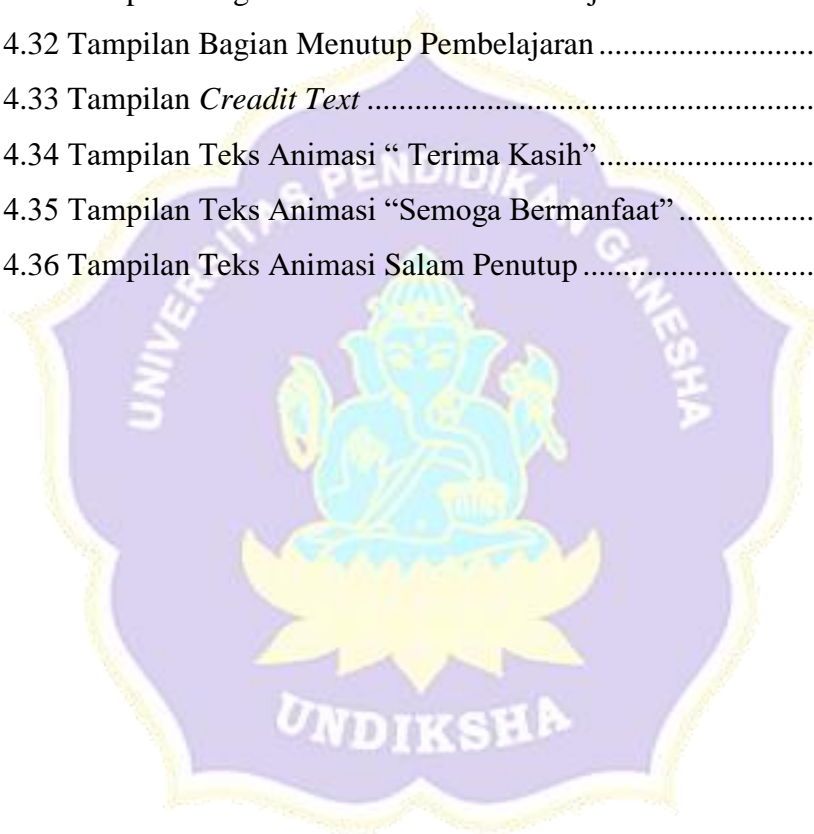 4.32 Tampilan Bagian Menutup Pembelajaran ........................
4.33 Tampilan Creadit Text ..................................................
4.34 Tampilan Teks Animasi “ Terima Kasih”........................
4.35 Tampilan Teks Animasi “Semoga Bermanfaat” ...............
4.36 Tampilan Teks Animasi Salam Penutup ..........................
UNIVERSITAS PENDIDIKAN GANESHA
UNDIKSHA